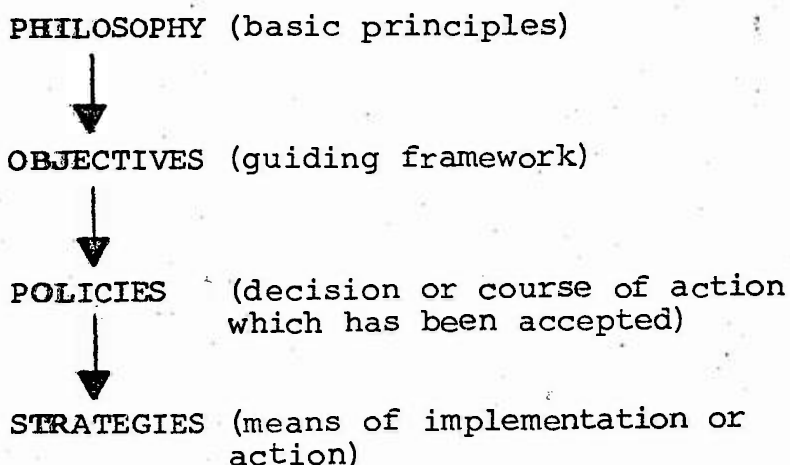 PHILOSOPHY (basic principles)
OBJECTIVES (guiding framework)
POLICIES (decision or course of action
which has been accepted)
STRATEGIES (means of implementation or
action)